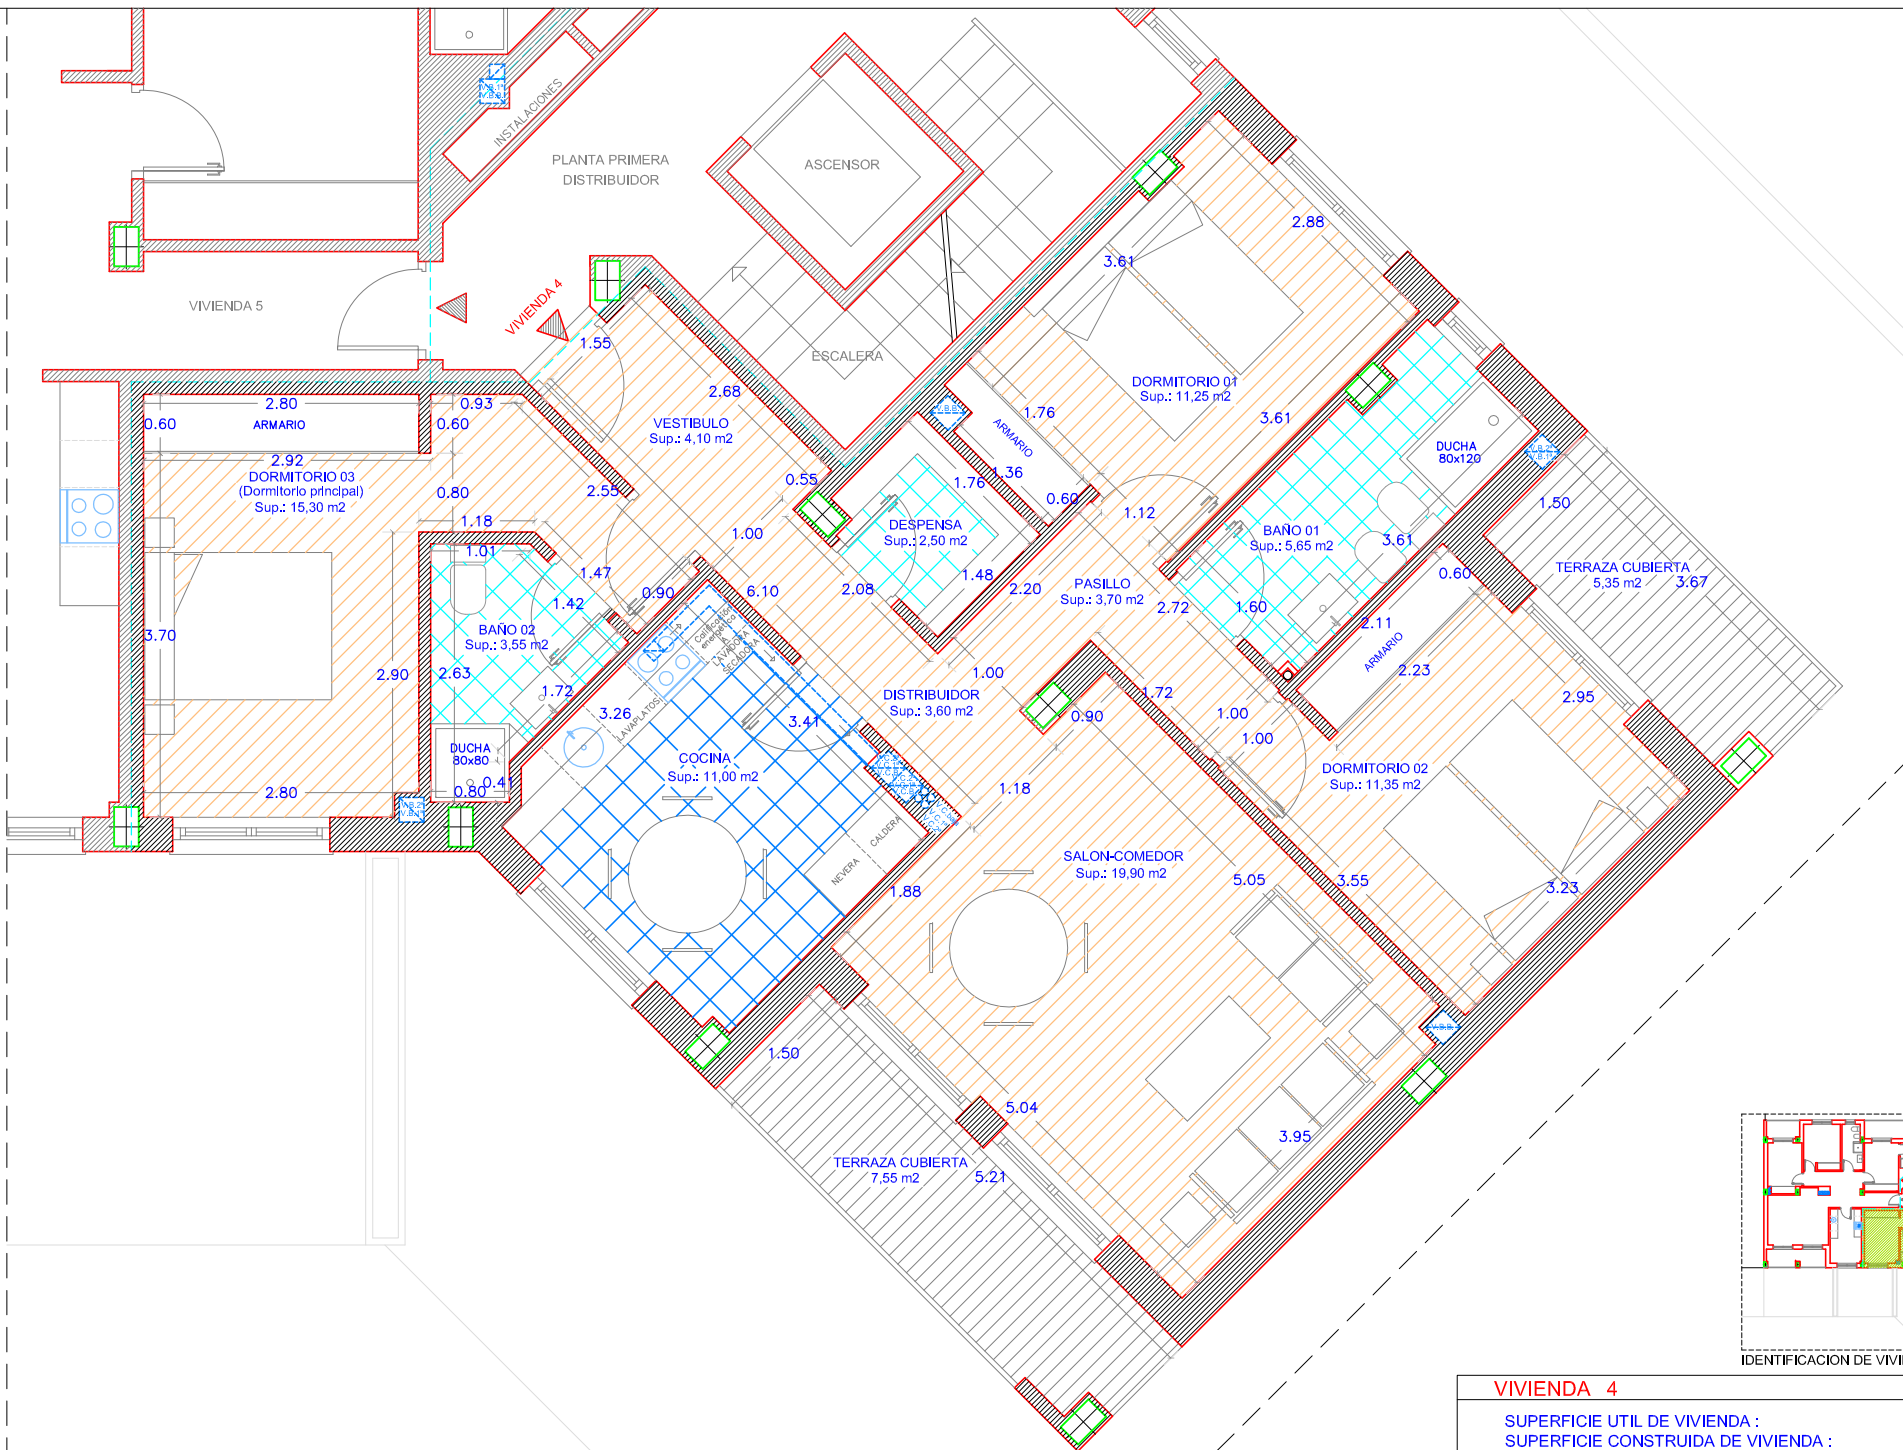 INSTALACIONES
PLANTA PRIMERA
DISTRIBUIDOR
ASCENSOR
VIVIENDA 5
VIVIENDA 4
ESCALERA
1.55
2.68
VESTIBULO
Sup.: 4,10 m2
0.55
1.00
2.88
3.61
DORMITORIO 01
Sup.: 11,25 m2
3.61
1.76
ARMARIO
1.36
1.76
0.60
1.12
DESPENSA
Sup.: 2,50 m2
1.48
2.08
2.20
PASILLO
Sup.: 3,70 m2
2.72
DUCHA
80x120
BAÑO 01
Sup.: 5,65 m2
3.61
1.60
1.50
TERRAZA CUBIERTA
5,35 m2
3.67
0.60
2.11
ARMARIO
2.23
2.95
2.80
0.93
0.60
ARMARIO
0.60
2.92
DORMITORIO 03
(Dormitorio principal)
Sup.: 15,30 m2
0.80
2.55
1.18
1.01
1.47
1.42
0.90
6.10
3.70
BAÑO 02
Sup.: 3,55 m2
2.90
2.63
1.72
DUCHA
80x80
0.41
0.80
2.80
Calificación
energética
A
LAVADORA
SECADORA
LAVAPLATOS
3.26
3.41
COCINA
Sup.: 11,00 m2
NEVERA
CALDERA
DISTRIBUIDOR
Sup.: 3,60 m2
1.00
0.90
1.72
1.00
1.00
1.18
DORMITORIO 02
Sup.: 11,35 m2
3.23
3.55
SALON-COMEDOR
Sup.: 19,90 m2
5.05
1.88
1.50
5.04
3.95
TERRAZA CUBIERTA
7,55 m2
5.21
IDENTIFICACION DE VIVI
VIVIENDA 4
SUPERFICIE UTIL DE VIVIENDA :
SUPERFICIE CONSTRUIDA DE VIVIENDA :